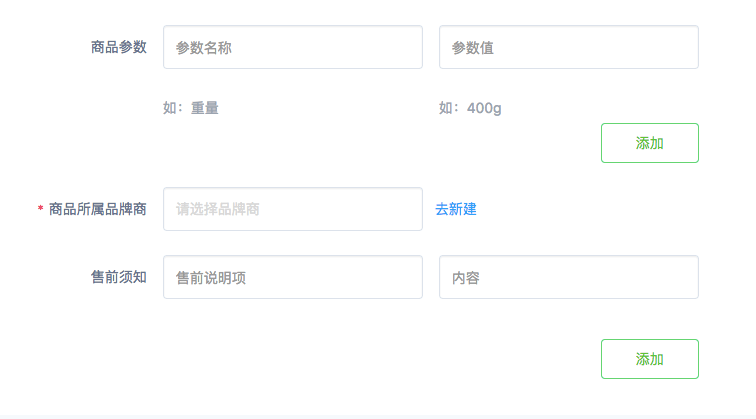 商品参数 参数名称 参数值
如：重量 如：400g
添加
* 商品所属品牌商 请选择品牌商 去新建
售前须知 售前说明项 内容
添加